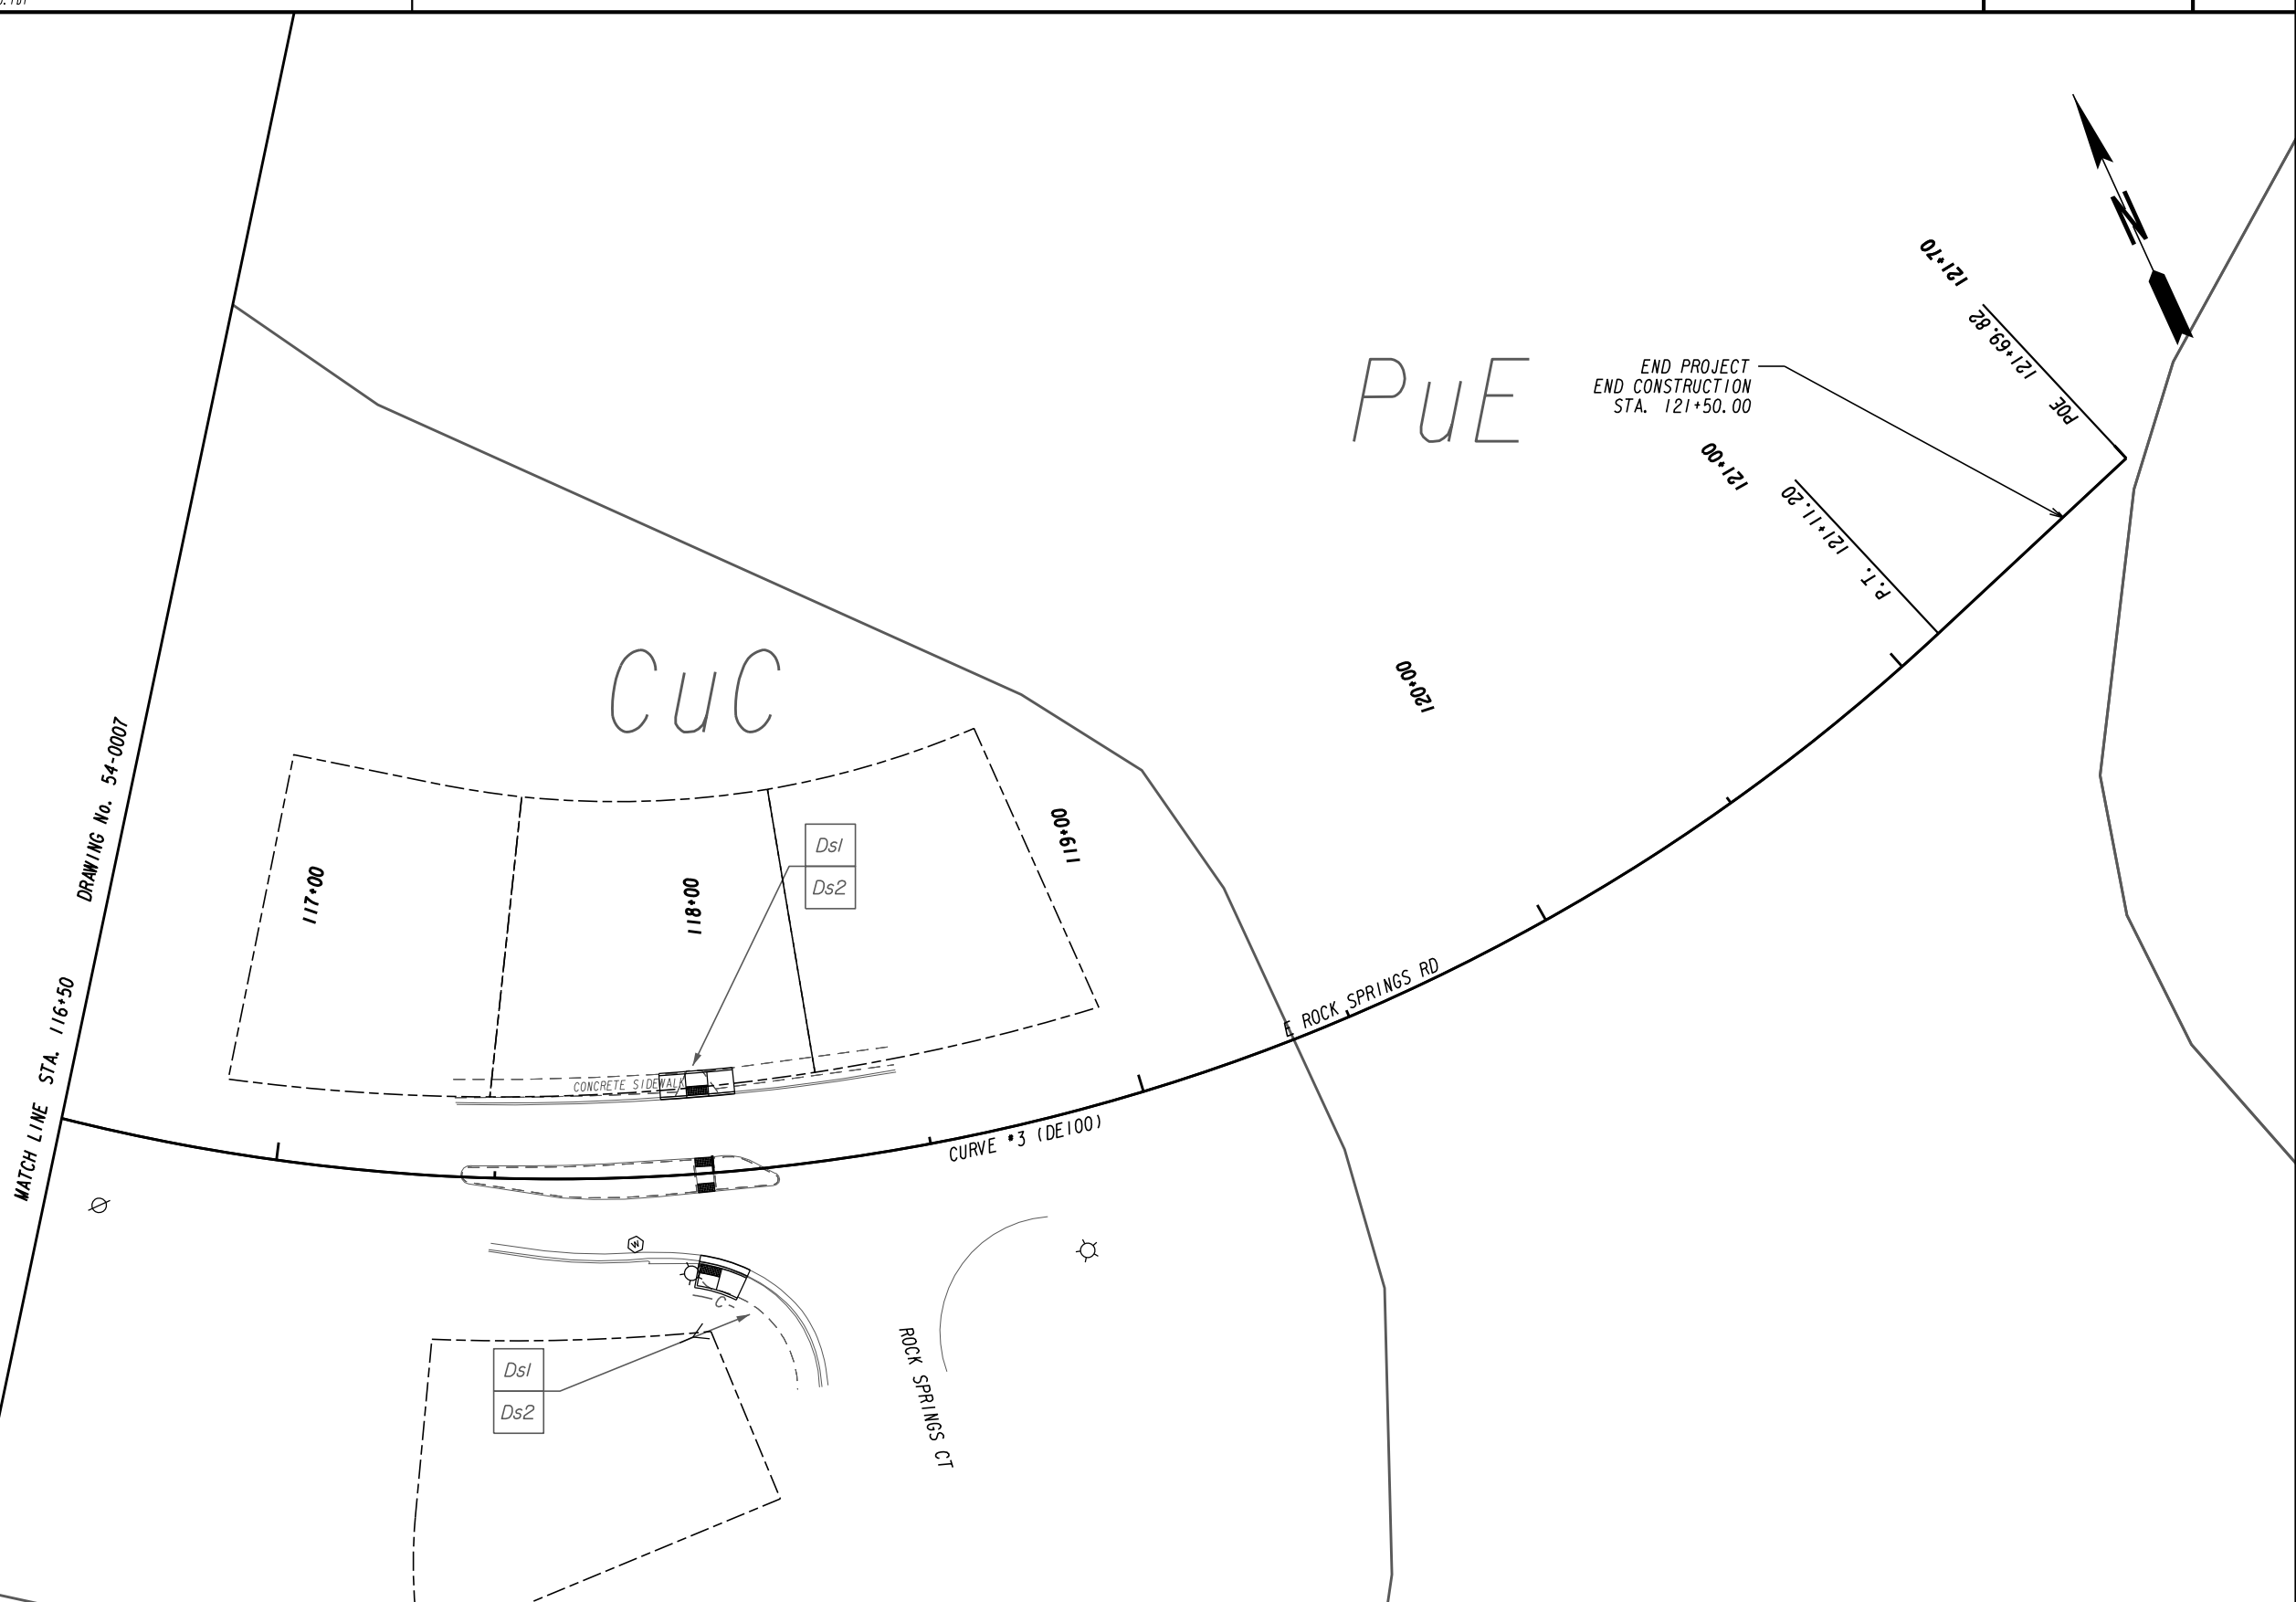 N
121+70
121+69.82
POE
END PROJECT
END CONSTRUCTION
STA. 121+50.00
PuE
121+00
121+11.20
P.T.
120+00
CuC
DRAWING No. 54-0007
MATCH LINE STA. 116+50
117+00
118+00
119+00
Ds1
Ds2
CONCRETE SIDEWALK
E ROCK SPRINGS RD
CURVE #3 (DE100)
W
C
Ds1
Ds2
ROCK SPRINGS CT